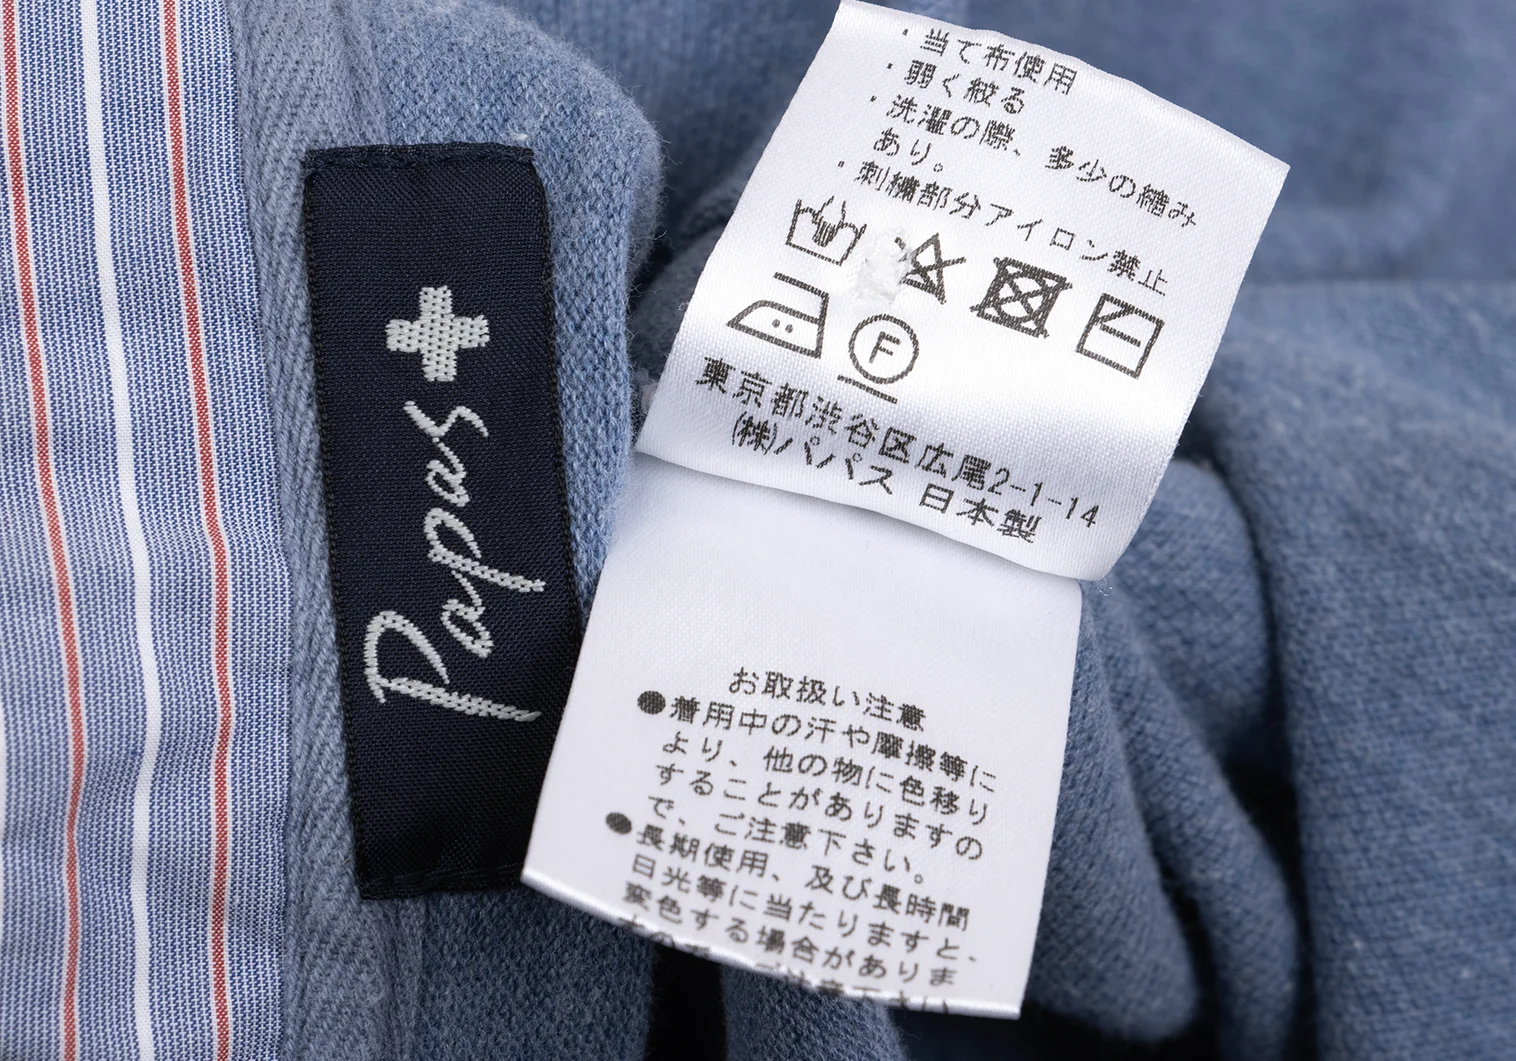 Papas
・当て布使用
・弱く絞る
・洗濯の際、多少の縮み
あり。
・刺繍部分アイロン禁止
F
東京都渋谷区広尾2-1-14
(株)パパス 日本製
お取扱い注意
●着用中の汗や摩擦等に
より、他の物に色移り
することがありますの
で、ご注意下さい。
●長期使用、及び長時間
日光等に当たりますと、
変色する場合がありま